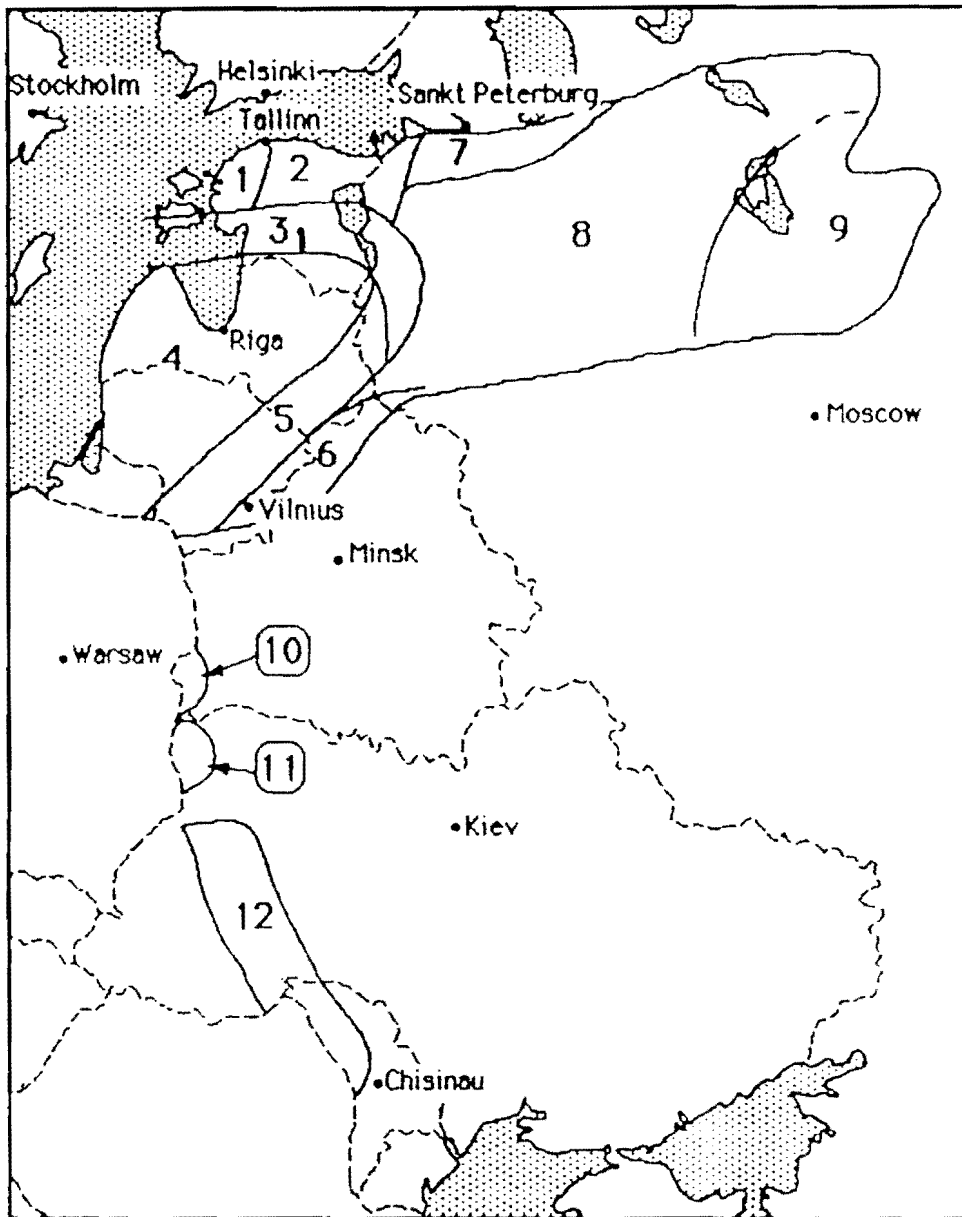 Helsinki
Stockholm
Sankt Peterburg
Tallinn
7
1
2
3
8
9
Riga
4
Moscow
5
6
Vilnius
Minsk
10
Warsaw
11
Kiev
12
Chisinau